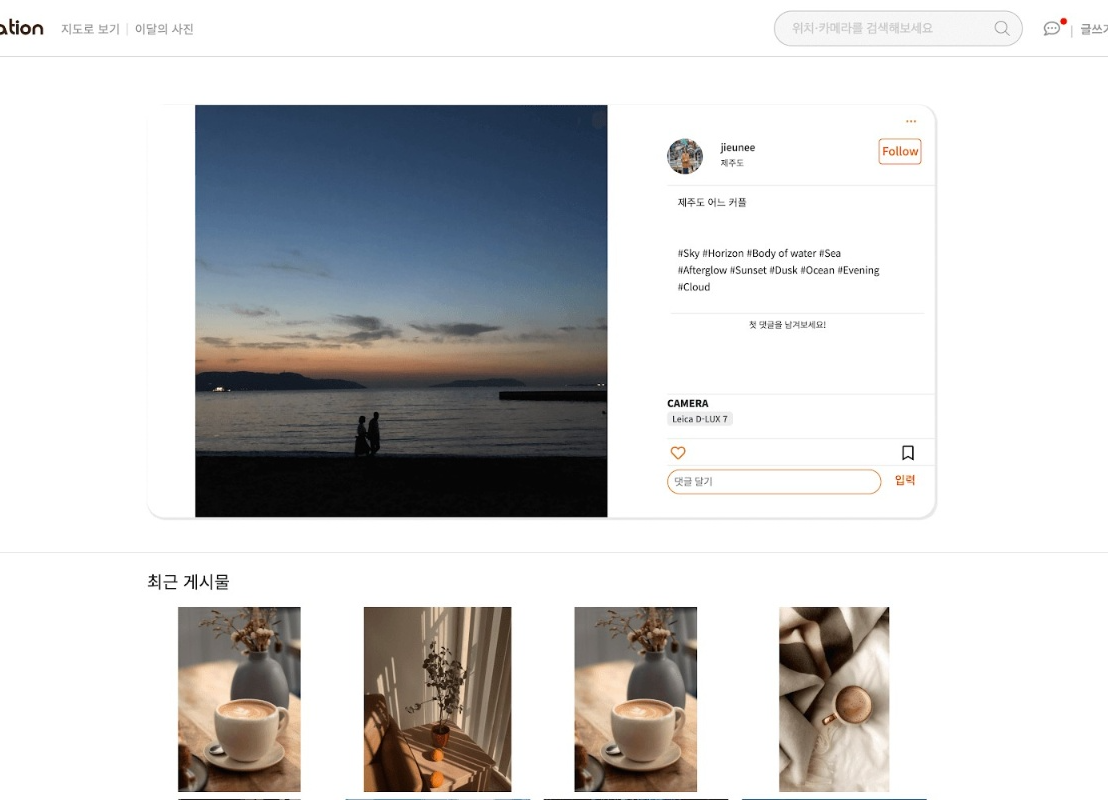 ation 지도로 보기 | 이달의 사진 위치·카메라를 검색해보세요 | 글쓰기
jieunee
Follow
제주도
제주도 어느 커플
#Sky #Horizon #Body of water #Sea
#Afterglow #Sunset #Dusk #Ocean #Evening
#Cloud
첫 댓글을 남겨보세요!
CAMERA
Leica D-LUX 7
댓글 달기 입력
최근 게시물